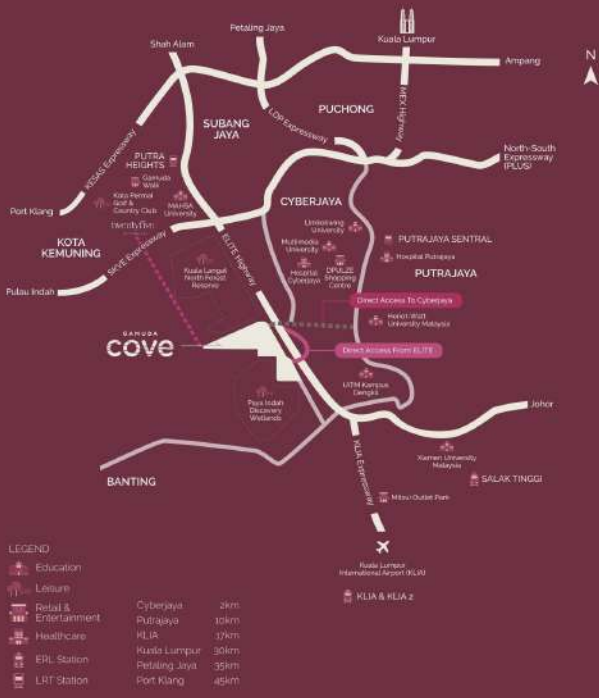 Petaling Jaya
Kuala Lumpur
Shah Alam
Ampang
N
PUCHONG
SUBANG
JAYA
LDP Expressway
MEX Highway
KESAS Expressway
North-South
Expressway
(PLUS)
PUTRA
HEIGHTS
Gamuda
Walk
Kota Permai
Golf &
Country Club
MAHSA
University
Port Klang
twentyfive
CYBERJAYA
Limkokwing
University
Multimedia
University
PUTRAJAYA SENTRAL
KOTA
KEMUNING
SKVE Expressway
ELITE Highway
Hospital
Cyberjaya
DPULZE
Shopping
Centre
Hospital Putrajaya
PUTRAJAYA
Kuala Langat
North Forest
Reserve
Pulau Indah
Direct Access To Cyberjaya
Heriot-Watt
University Malaysia
GAMUDA
cove
Direct Access From ELITE
UiTM Kampus
Dengkil
Paya Indah
Discovery
Wetlands
Johor
Xiamen University
Malaysia
BANTING
KLIA Expressway
SALAK TINGGI
Mitsui Outlet Park
Kuala Lumpur
International Airport (KLIA)
KLIA & KLIA 2
LEGEND
Education
Leisure
Retail &
Entertainment
Healthcare
ERL Station
LRT Station
Cyberjaya 2km
Putrajaya 10km
KLIA 17km
Kuala Lumpur 30km
Petaling Jaya 35km
Port Klang 45km